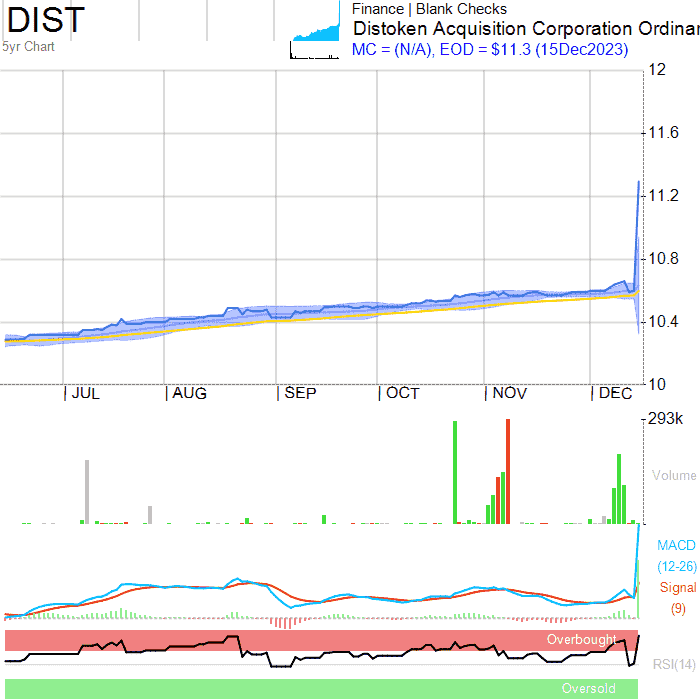 DIST
5yr Chart
Finance | Blank Checks
Distoken Acquisition Corporation Ordinar
MC = (N/A), EOD = $11.3 (15Dec2023)
12
11.6
11.2
10.8
10.4
10
JUL AUG SEP OCT NOV DEC
293k
Volume
MACD
(12-26)
Signal
(9)
Overbought
RSI(14)
Oversold